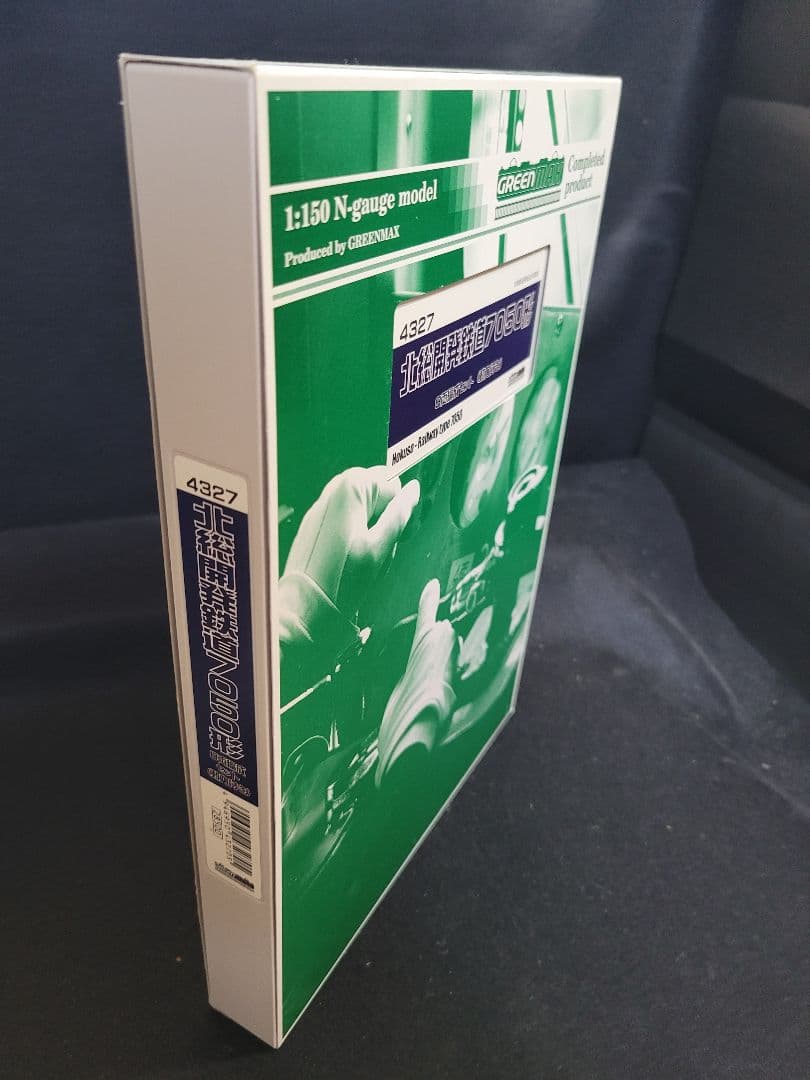 1:150 N-gauge model
Produced by GREENMAX
GREENMAX
Completed
product
4327
北総開発鉄道7050形
Hokuso-Railway type 7050
4327
北総開発鉄道7050形